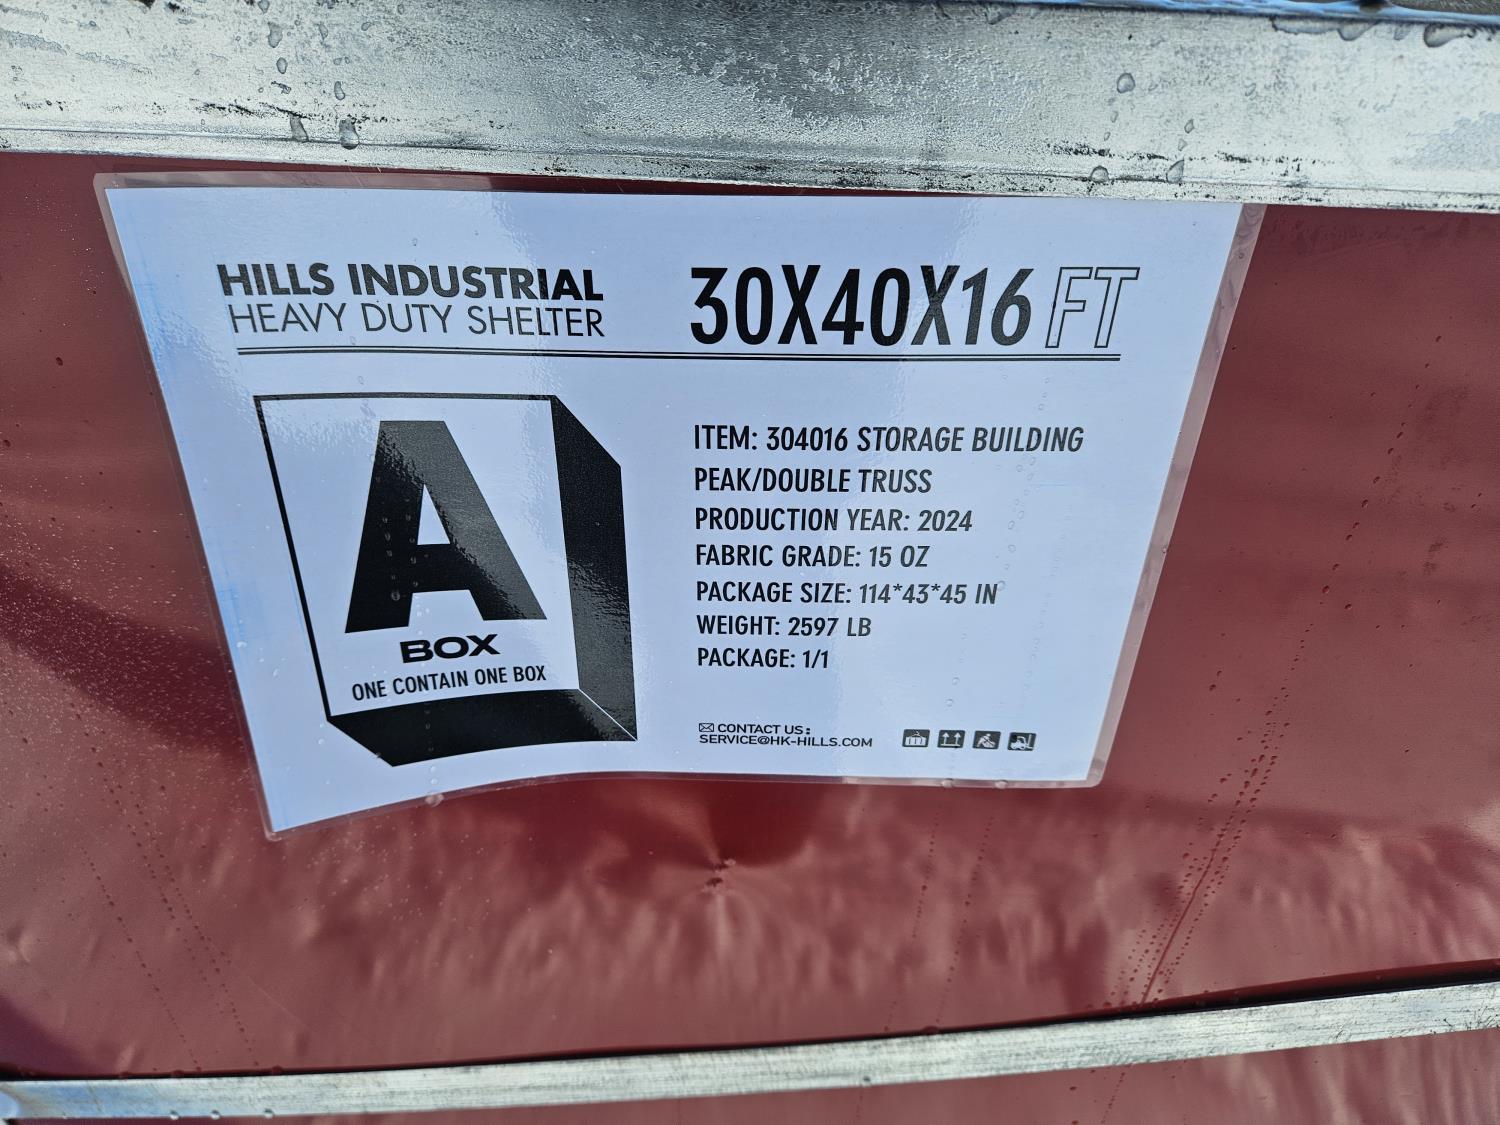 HILLS INDUSTRIAL
HEAVY DUTY SHELTER
30X40X16 FT
A
BOX
ONE CONTAIN ONE BOX
ITEM: 304016 STORAGE BUILDING
PEAK/DOUBLE TRUSS
PRODUCTION YEAR: 2024
FABRIC GRADE: 15 OZ
PACKAGE SIZE: 114*43*45 IN
WEIGHT: 2597 LB
PACKAGE: 1/1
CONTACT US:
SERVICE@HK-HILLS.COM